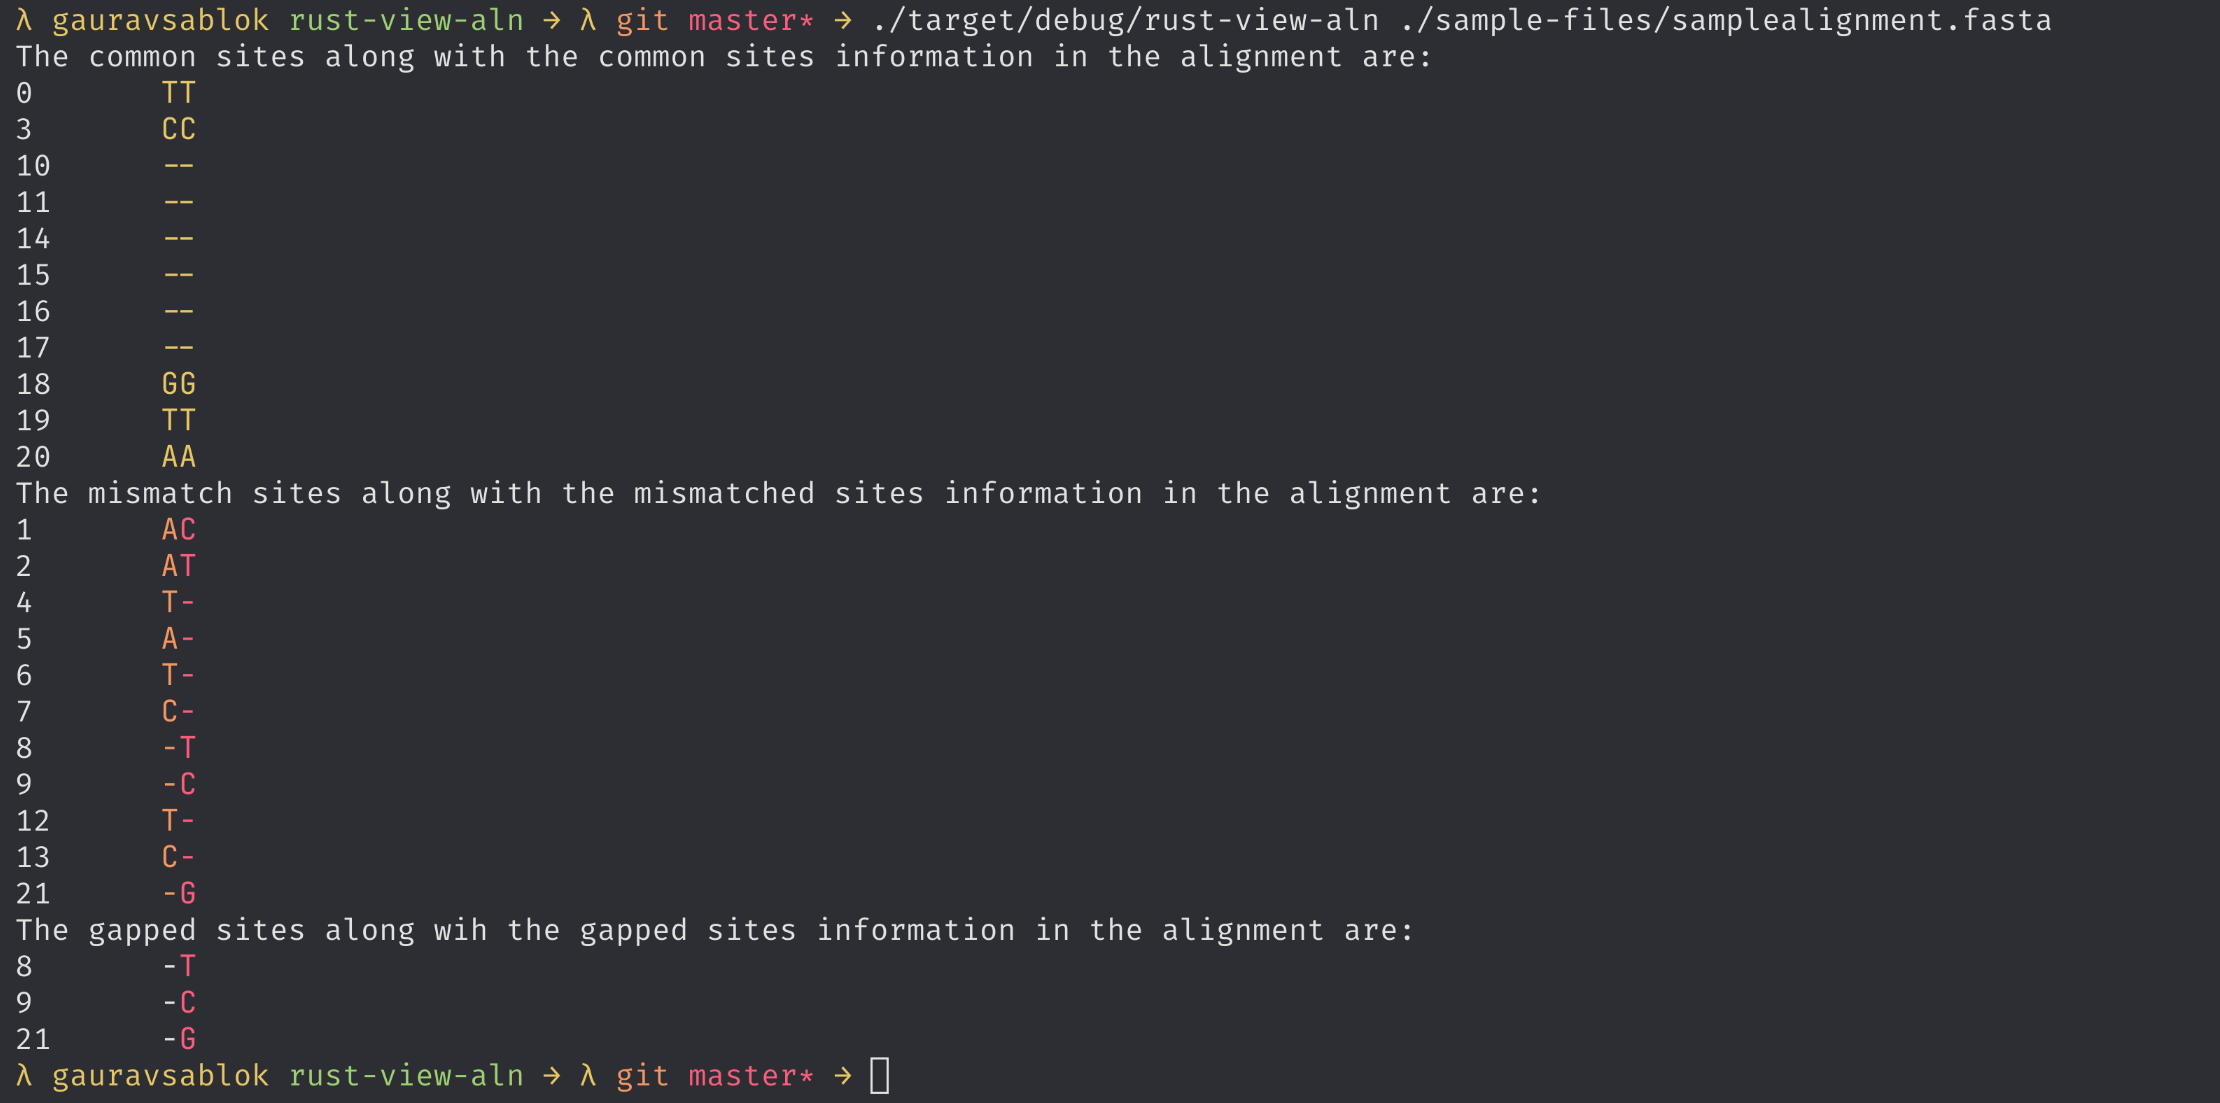 λ gauravsablok rust-view-aln → λ git master* → ./target/debug/rust-view-aln ./sample-files/samplealignment.fasta
The common sites along with the common sites information in the alignment are:
0 TT
3 CC
10 --
11 --
14 --
15 --
16 --
17 --
18 GG
19 TT
20 AA
The mismatch sites along with the mismatched sites information in the alignment are:
1 AC
2 AT
4 T-
5 A-
6 T-
7 C-
8 -T
9 -C
12 T-
13 C-
21 -G
The gapped sites along wih the gapped sites information in the alignment are:
8 -T
9 -C
21 -G
λ gauravsablok rust-view-aln → λ git master* →